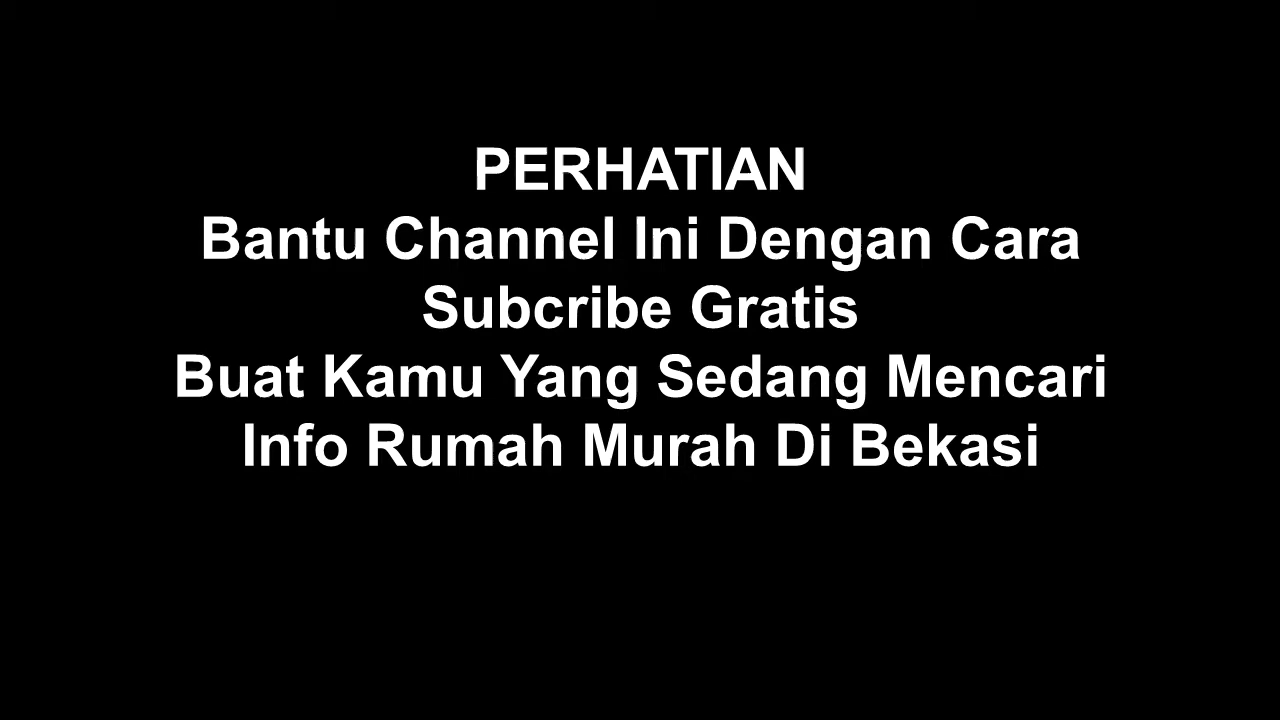 PERHATIAN
Bantu Channel Ini Dengan Cara
Subcribe Gratis
Buat Kamu Yang Sedang Mencari
Info Rumah Murah Di Bekasi